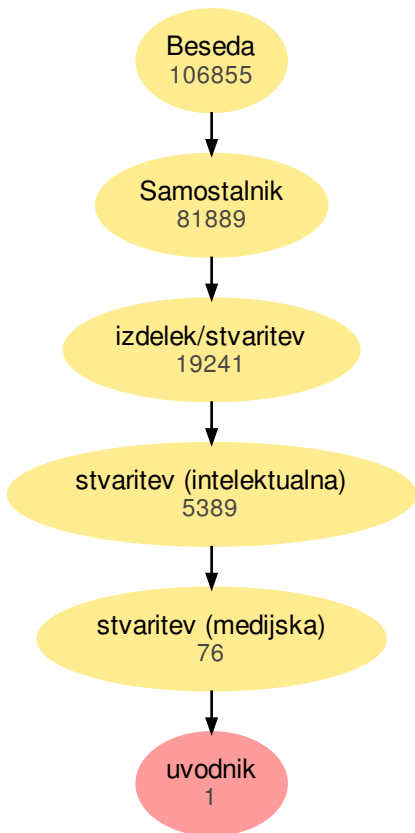 Beseda
106855
Samostalnik
81889
izdelek/stvaritev
19241
stvaritev (intelektualna)
5389
stvaritev (medijska)
76
uvodnik
1